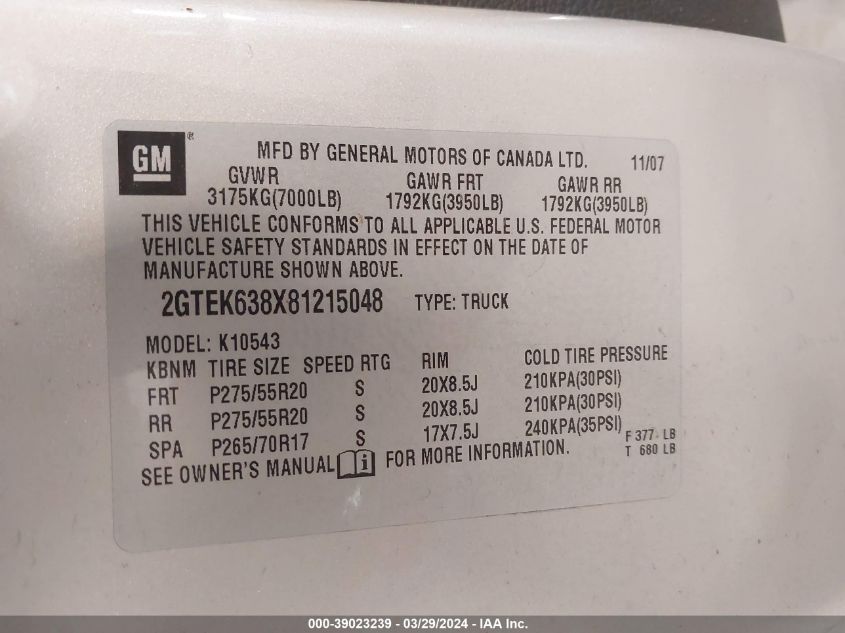 GM ®
MFD BY GENERAL MOTORS OF CANADA LTD. 11/07
GVWR GAWR FRT GAWR RR
3175KG(7000LB) 1792KG(3950LB) 1792KG(3950LB)
THIS VEHICLE CONFORMS TO ALL APPLICABLE U.S. FEDERAL MOTOR
VEHICLE SAFETY STANDARDS IN EFFECT ON THE DATE OF
MANUFACTURE SHOWN ABOVE.
2GTEK638X81215048 TYPE: TRUCK
MODEL: K10543
KBNM TIRE SIZE SPEED RTG RIM COLD TIRE PRESSURE
FRT P275/55R20 S 20X8.5J 210KPA(30PSI)
RR P275/55R20 S 20X8.5J 210KPA(30PSI)
SPA P265/70R17 S 17X7.5J 240KPA(35PSI)
F 377 LB
T 680 LB
SEE OWNER'S MANUAL i FOR MORE INFORMATION.
000-39023239 - 03/29/2024 - IAA Inc.